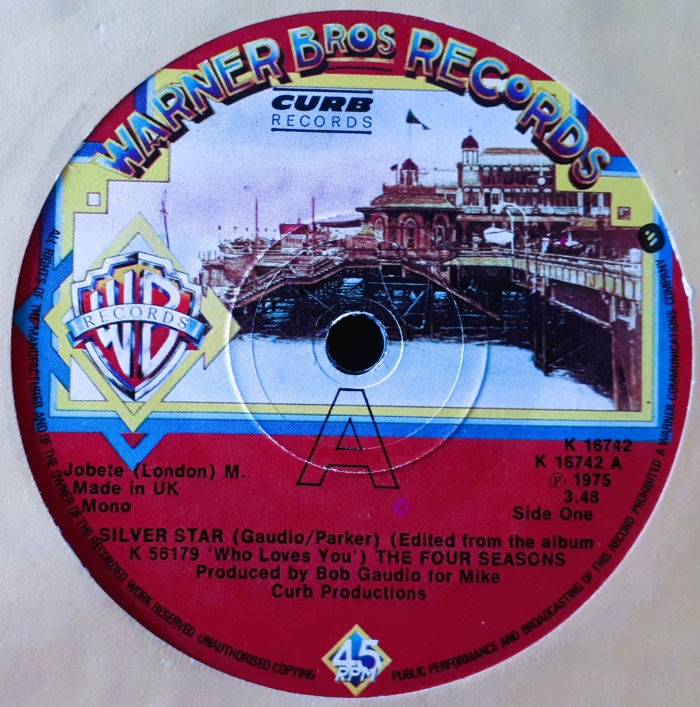 WARNER BROS RECORDS
CURB
RECORDS
WB
RECORDS
A
K 16742
K 16742 A
Ⓟ 1975
3.48
Side One
Jobete (London) M.
Made in UK
Mono
SILVER STAR (Gaudio/Parker) (Edited from the album
K 56179 'Who Loves You') THE FOUR SEASONS
Produced by Bob Gaudio for Mike
Curb Productions
45
RPM
ALL RIGHTS OF THE MANUFACTURER AND OF THE OWNER OF THE RECORDED WORK RESERVED UNAUTHORISED COPYING PUBLIC PERFORMANCE AND BROADCASTING OF THIS RECORD PROHIBITED A WARNER COMMUNICATIONS COMPANY